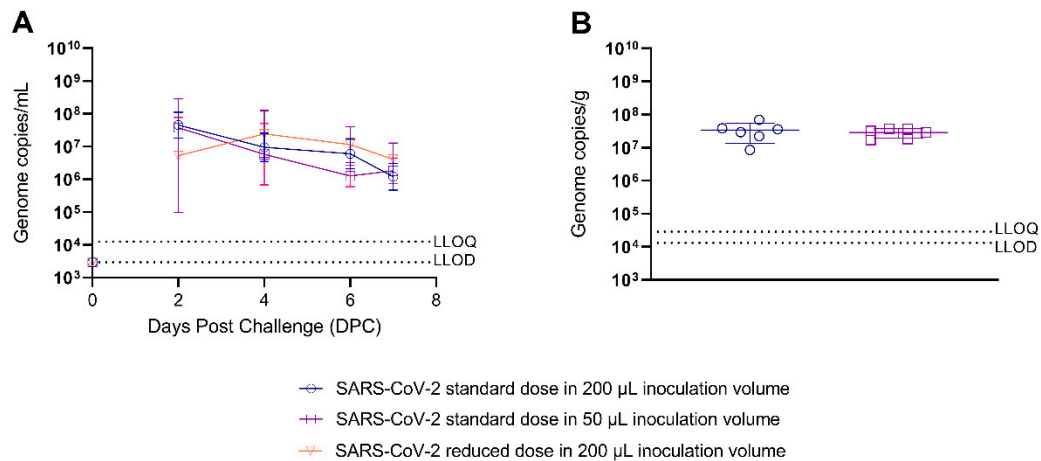 A
Genome copies/mL
10^10
10^9
10^8
10^7
10^6
10^5
10^4
10^3
LLOQ
LLOD
0 2 4 6 8
Days Post Challenge (DPC)
B
Genome copies/g
10^10
10^9
10^8
10^7
10^6
10^5
10^4
10^3
LLOQ
LLOD
SARS-CoV-2 standard dose in 200 µL inoculation volume
SARS-CoV-2 standard dose in 50 µL inoculation volume
SARS-CoV-2 reduced dose in 200 µL inoculation volume